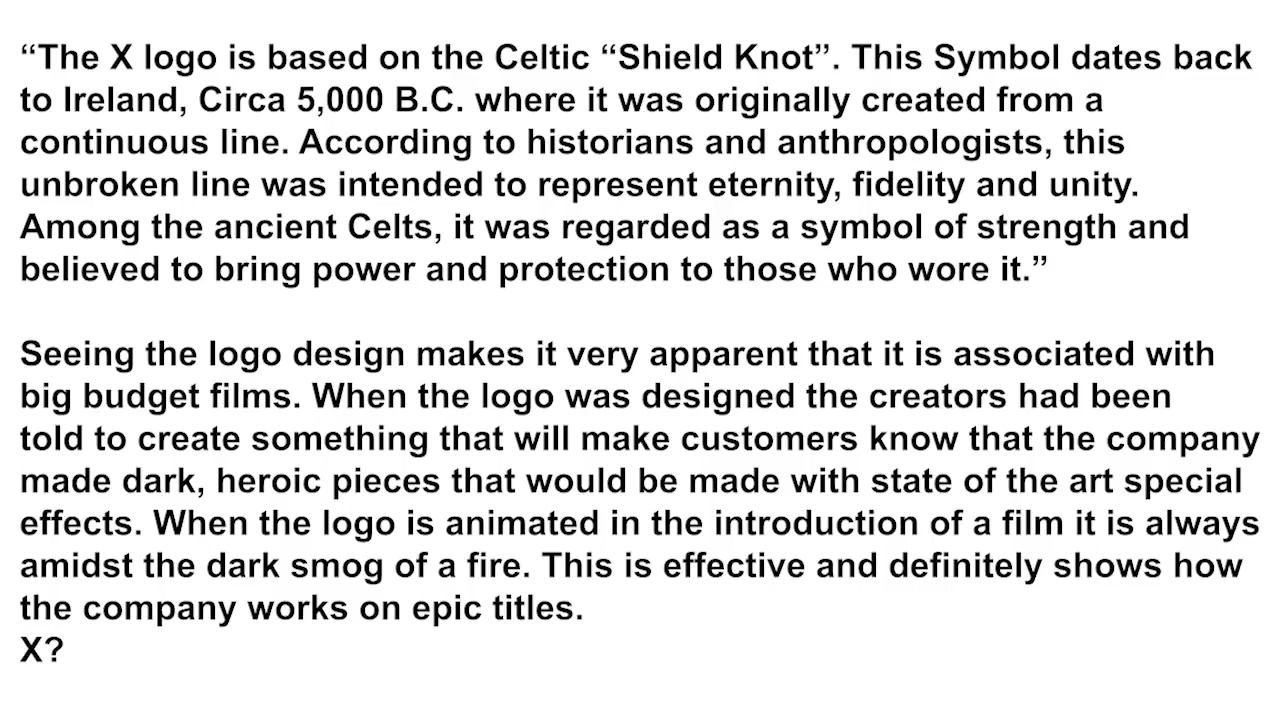 “The X logo is based on the Celtic “Shield Knot”. This Symbol dates back
to Ireland, Circa 5,000 B.C. where it was originally created from a
continuous line. According to historians and anthropologists, this
unbroken line was intended to represent eternity, fidelity and unity.
Among the ancient Celts, it was regarded as a symbol of strength and
believed to bring power and protection to those who wore it.”
Seeing the logo design makes it very apparent that it is associated with
big budget films. When the logo was designed the creators had been
told to create something that will make customers know that the company
made dark, heroic pieces that would be made with state of the art special
effects. When the logo is animated in the introduction of a film it is always
amidst the dark smog of a fire. This is effective and definitely shows how
the company works on epic titles.
X?